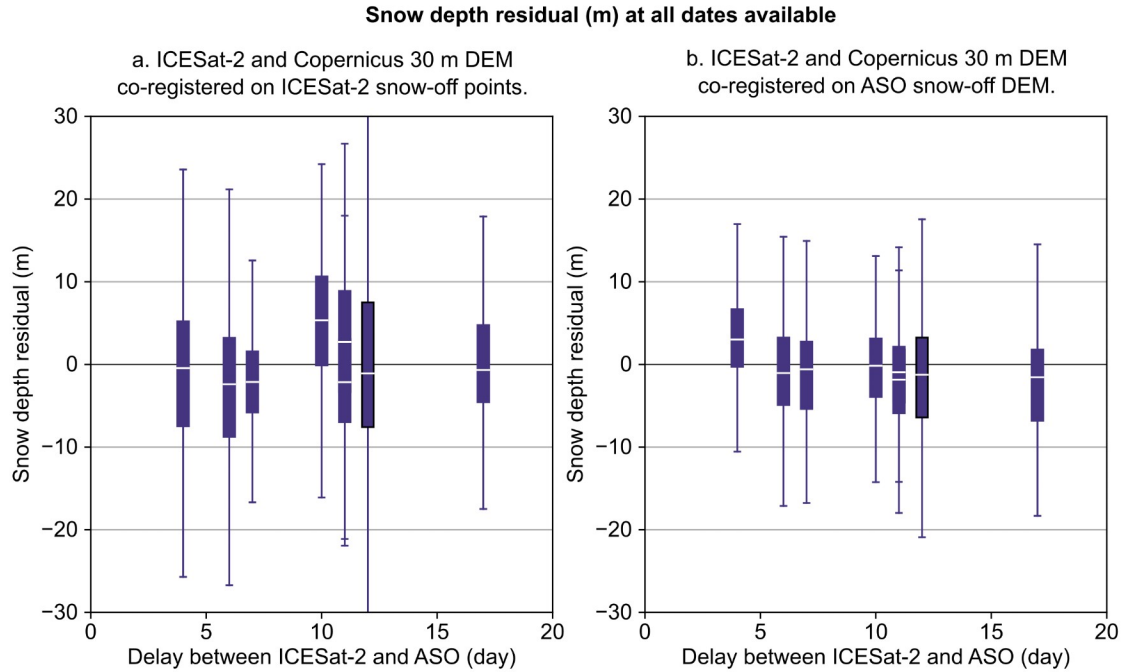 Snow depth residual (m) at all dates available
a. ICESat-2 and Copernicus 30 m DEM
co-registered on ICESat-2 snow-off points.
30
20
10
0
−10
−20
−30
Snow depth residual (m)
0
5
10
15
20
Delay between ICESat-2 and ASO (day)
b. ICESat-2 and Copernicus 30 m DEM
co-registered on ASO snow-off DEM.
30
20
10
0
−10
−20
−30
Snow depth residual (m)
0
5
10
15
20
Delay between ICESat-2 and ASO (day)